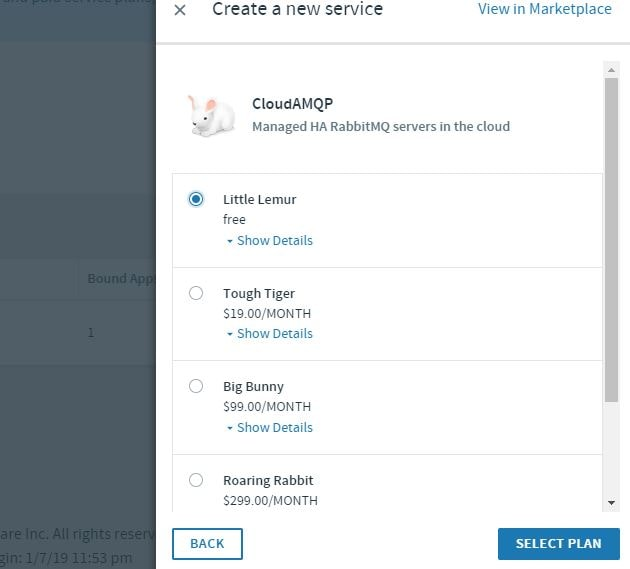 and paid service plans,
Create a new service
View in Marketplace
CloudAMQP
Managed HA RabbitMQ servers in the cloud
Little Lemur
free
Show Details
Bound Apps
Tough Tiger
$19.00/MONTH
1
Show Details
Big Bunny
$99.00/MONTH
Show Details
Roaring Rabbit
$299.00/MONTH
are Inc. All rights reserv
BACK
SELECT PLAN
gin: 1/7/19 11:53 pm